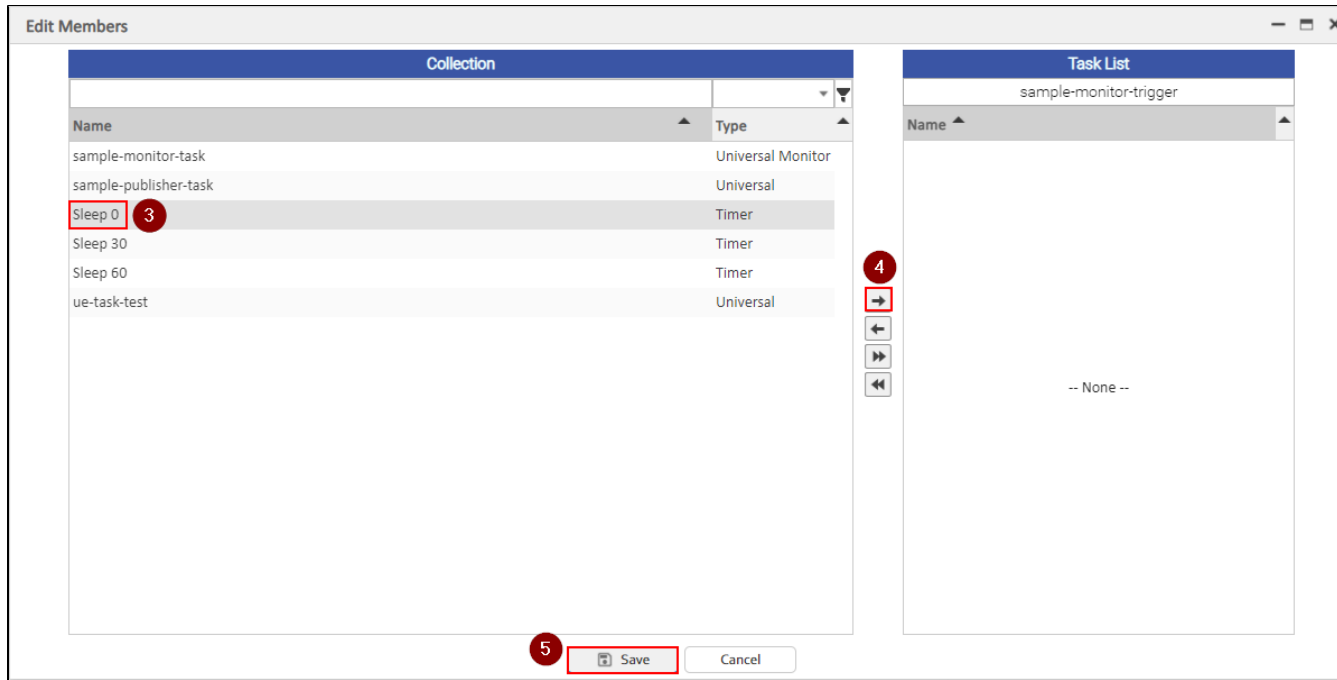 Edit Members
Collection
Task List
sample-monitor-trigger
Name Type
Name
sample-monitor-task Universal Monitor
sample-publisher-task Universal
Sleep 0 3 Timer
Sleep 30 Timer
Sleep 60 Timer
4
ue-task-test Universal
-- None --
5 Save Cancel